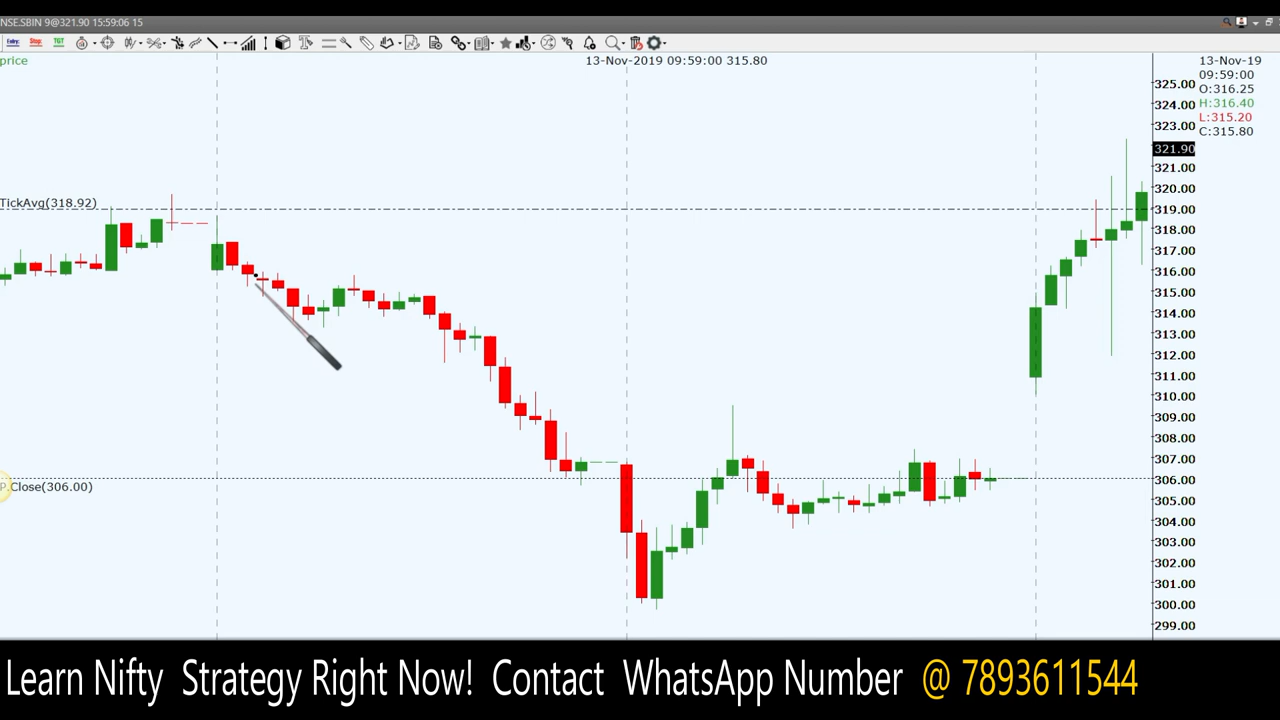 NSE.SBIN 9@321.90 15:59:06 15
Entry: Stop: TGT
price
13-Nov-2019 09:59:00 315.80
13-Nov-19
09:59:00
O:316.25
H:316.40
L:315.20
C:315.80
325.00
324.00
323.00
321.90
321.00
320.00
TickAvg(318.92)
319.00
318.00
317.00
316.00
315.00
314.00
313.00
312.00
311.00
310.00
309.00
308.00
307.00
P.Close(306.00)
306.00
305.00
304.00
303.00
302.00
301.00
300.00
299.00
Learn Nifty Strategy Right Now! Contact WhatsApp Number @ 7893611544